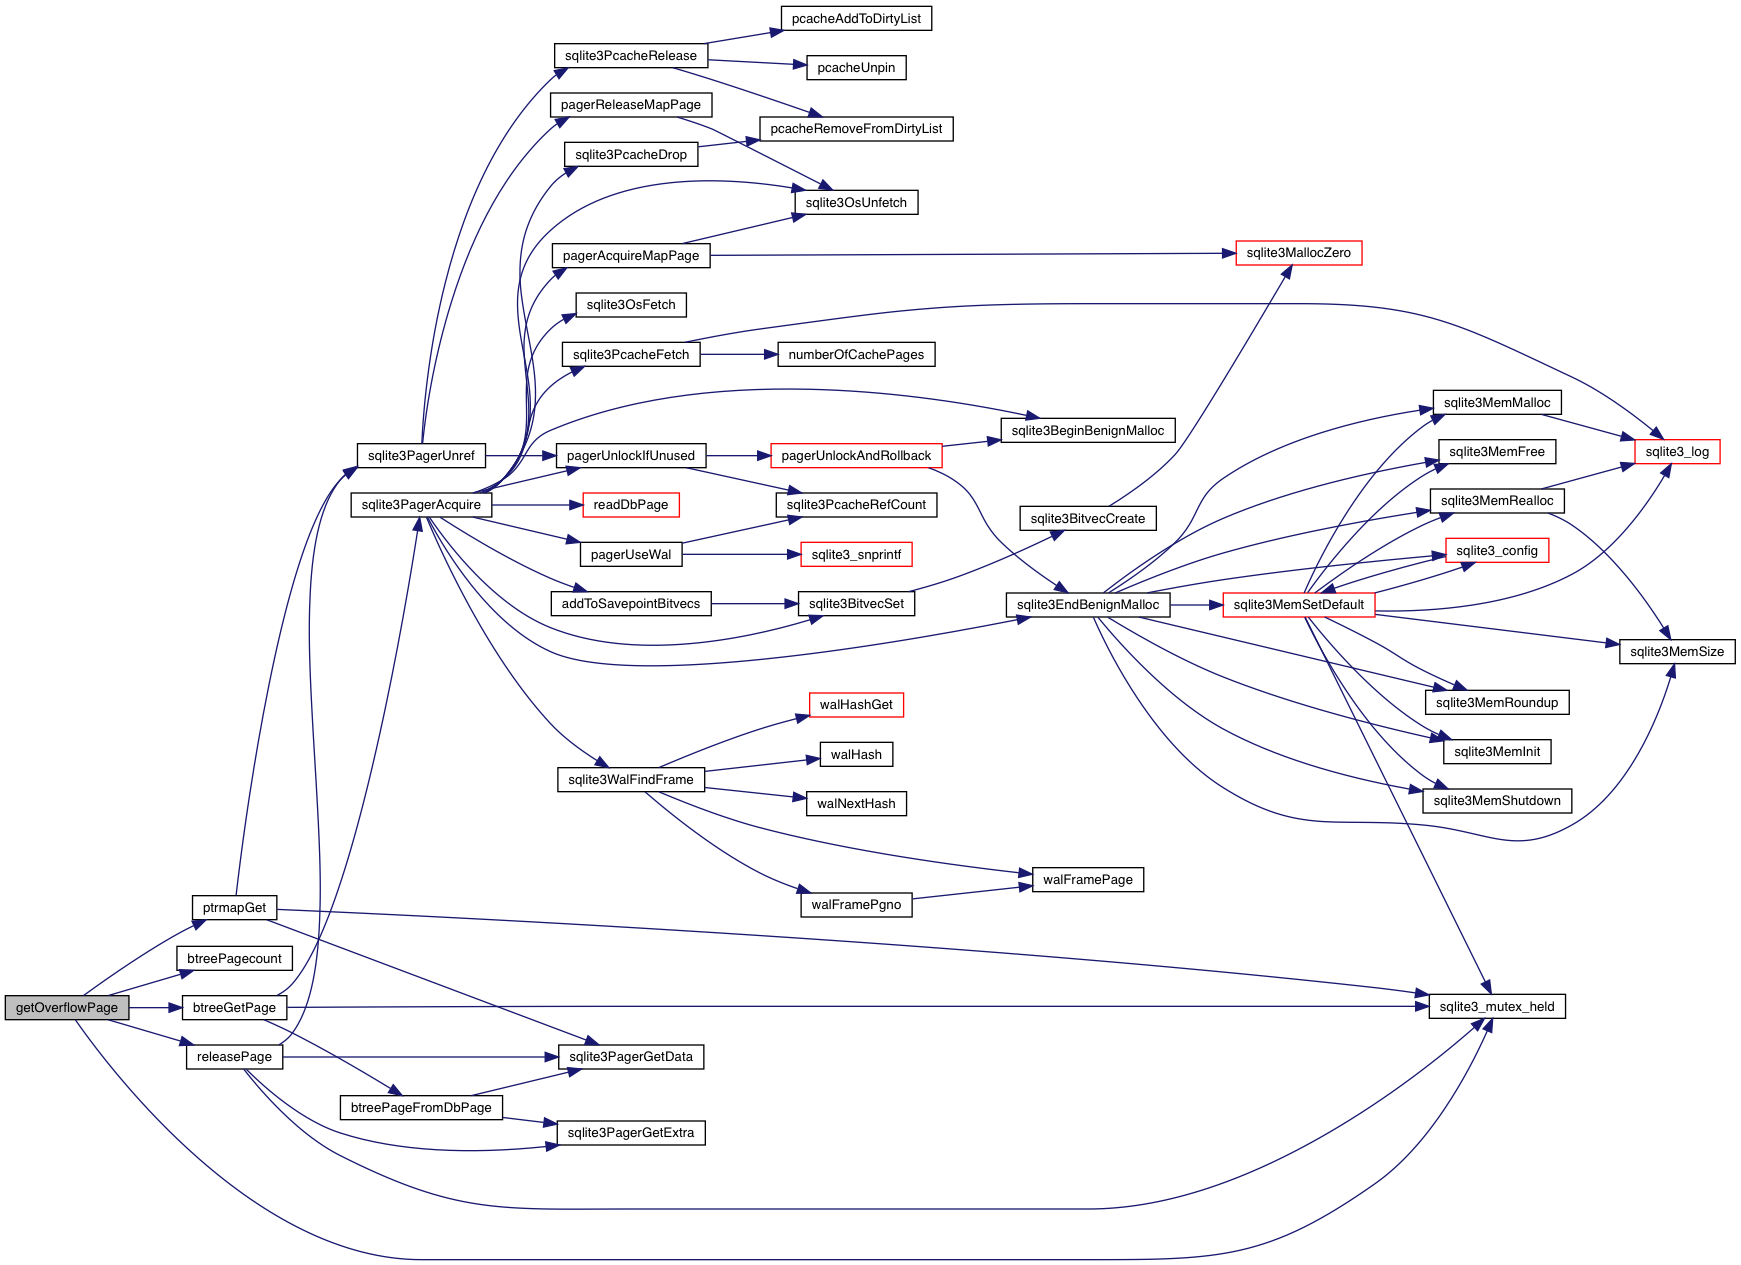 pcacheAddToDirtyList
sqlite3PcacheRelease
pcacheUnpin
pagerReleaseMapPage
pcacheRemoveFromDirtyList
sqlite3PcacheDrop
sqlite3OsUnfetch
pagerAcquireMapPage
sqlite3MallocZero
sqlite3OsFetch
sqlite3PcacheFetch
numberOfCachePages
sqlite3MemMalloc
sqlite3BeginBenignMalloc
sqlite3PagerUnref
pagerUnlockIfUnused
pagerUnlockAndRollback
sqlite3MemFree
sqlite3_log
sqlite3PagerAcquire
readDbPage
sqlite3PcacheRefCount
sqlite3MemRealloc
sqlite3BitvecCreate
pagerUseWal
sqlite3_snprintf
sqlite3_config
addToSavepointBitvecs
sqlite3BitvecSet
sqlite3EndBenignMalloc
sqlite3MemSetDefault
sqlite3MemSize
walHashGet
sqlite3MemRoundup
walHash
sqlite3MemInit
sqlite3WalFindFrame
walNextHash
sqlite3MemShutdown
walFramePage
ptrmapGet
walFramePgno
btreePagecount
getOverflowPage
btreeGetPage
sqlite3_mutex_held
releasePage
sqlite3PagerGetData
btreePageFromDbPage
sqlite3PagerGetExtra